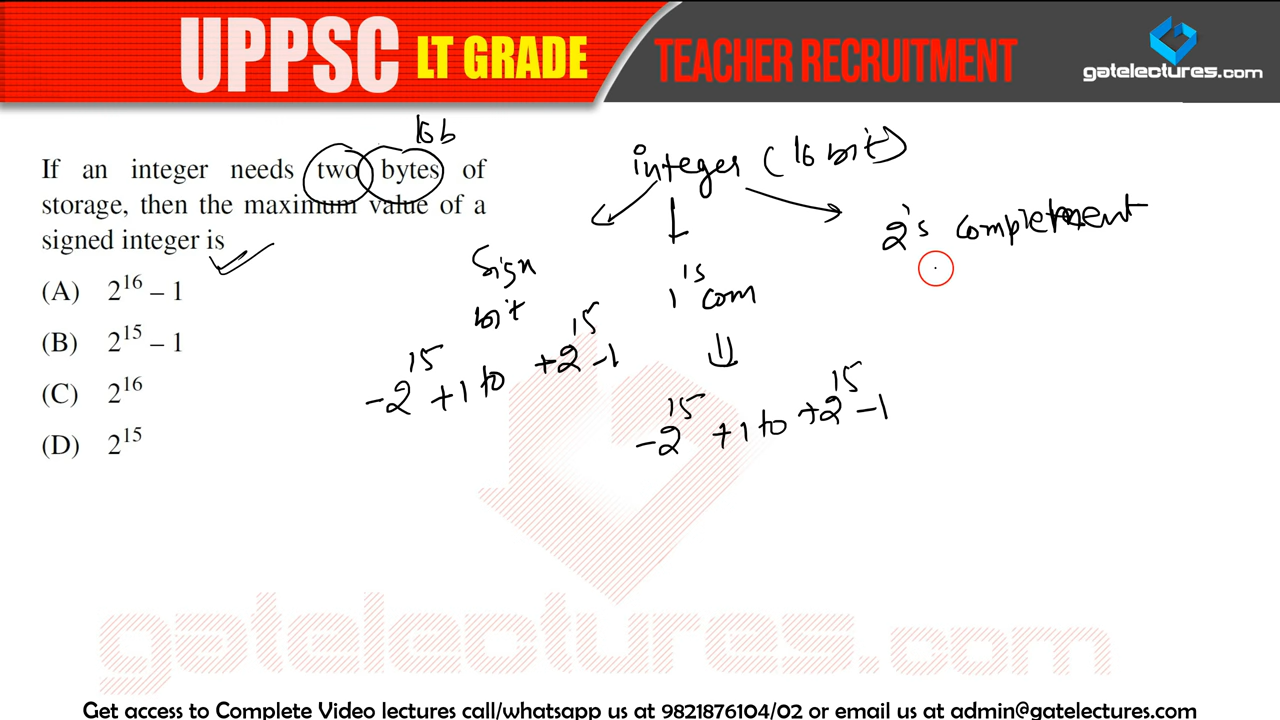 UPPSC LT GRADE TEACHER RECRUITMENT
gatelectures.com
16b
If an integer needs two bytes of
storage, then the maximum value of a
signed integer is
(A) 2^16 – 1
(B) 2^15 – 1
(C) 2^16
(D) 2^15
integer (16 bit)
Sign
bit
-2^15 +1 to +2^15 -1
1's com
-2^15 +1 to +2^15 -1
2's complement
gatelectures.com
Get access to Complete Video lectures call/whatsapp us at 9821876104/02 or email us at admin@gatelectures.com